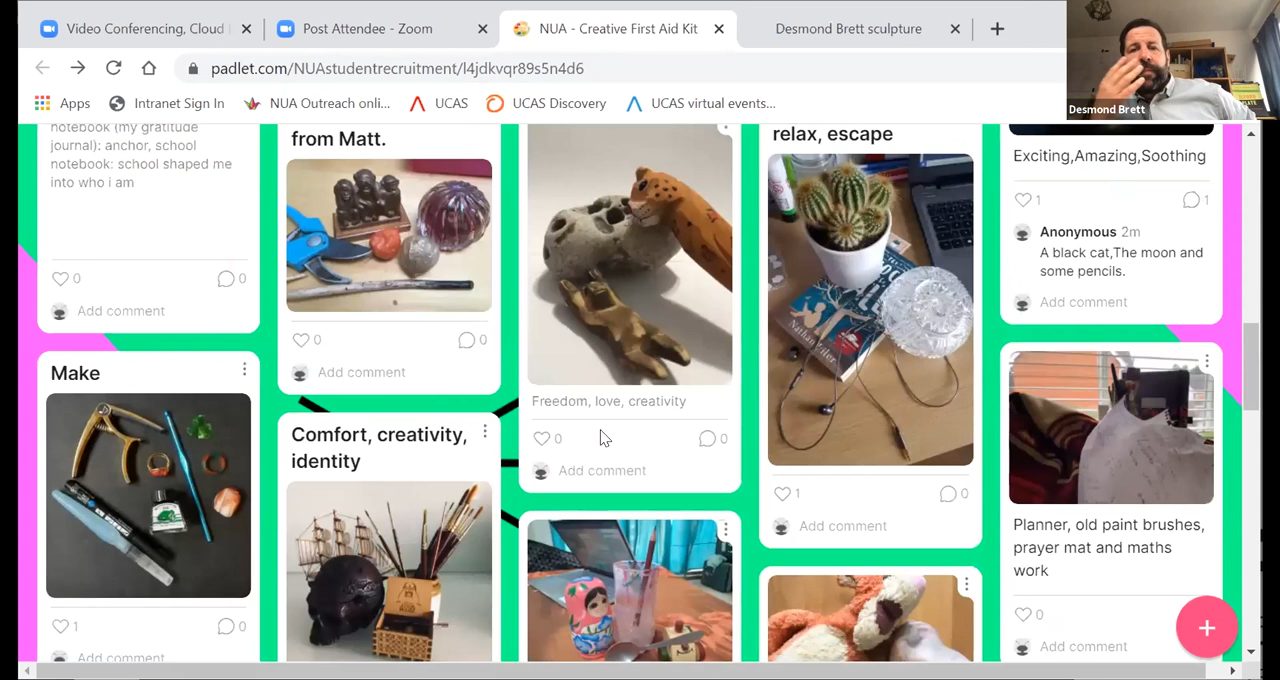 Video Conferencing, Cloud
Post Attendee - Zoom
NUA - Creative First Aid Kit
Desmond Brett sculpture
padlet.com/NUAstudentrecruitment/l4jdkvqr89s5n4d6
Apps
Intranet Sign In
NUA Outreach onli...
UCAS
UCAS Discovery
UCAS virtual events...
Desmond Brett
notebook (my gratitude
journal): anchor, school
notebook: school shaped me
into who i am
0
0
Add comment
Make
1
0
Add comment
from Matt.
0
0
Add comment
Comfort, creativity,
identity
Freedom, love, creativity
0
0
Add comment
relax, escape
1
0
Add comment
Exciting,Amazing,Soothing
1
1
Anonymous 2m
A black cat,The moon and
some pencils.
Add comment
Planner, old paint brushes,
prayer mat and maths
work
0
Add comment